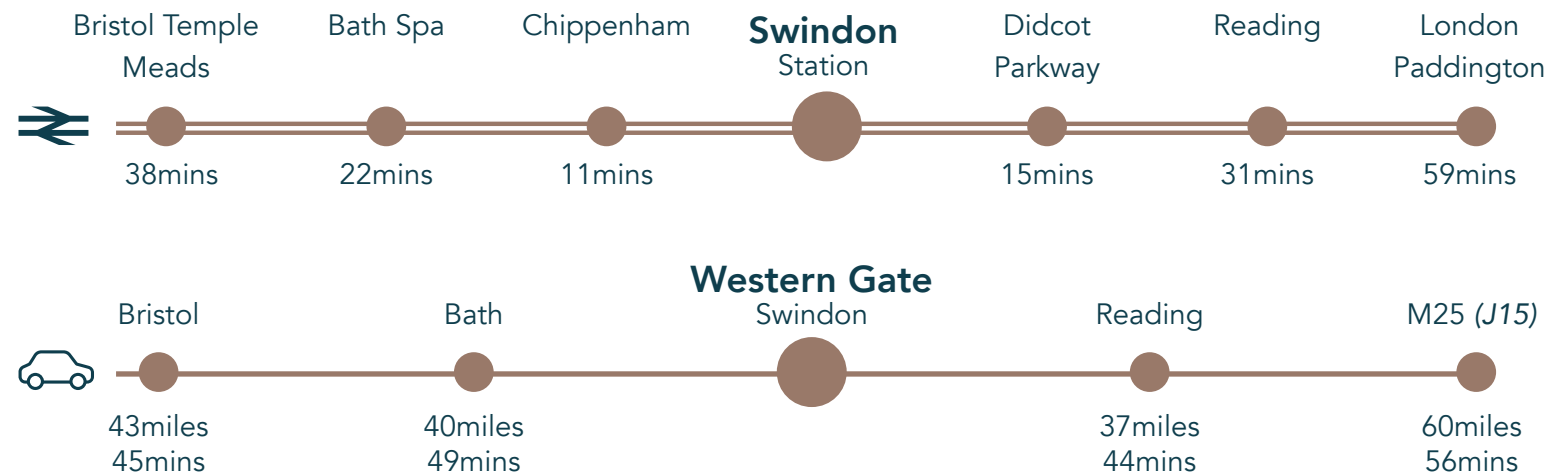 Bristol Temple
Meads
Bath Spa
Chippenham
Swindon
Station
Didcot
Parkway
Reading
London
Paddington
38mins
22mins
11mins
15mins
31mins
59mins
Western Gate
Bristol
Bath
Swindon
Reading
M25 (J15)
43miles
45mins
40miles
49mins
37miles
44mins
60miles
56mins